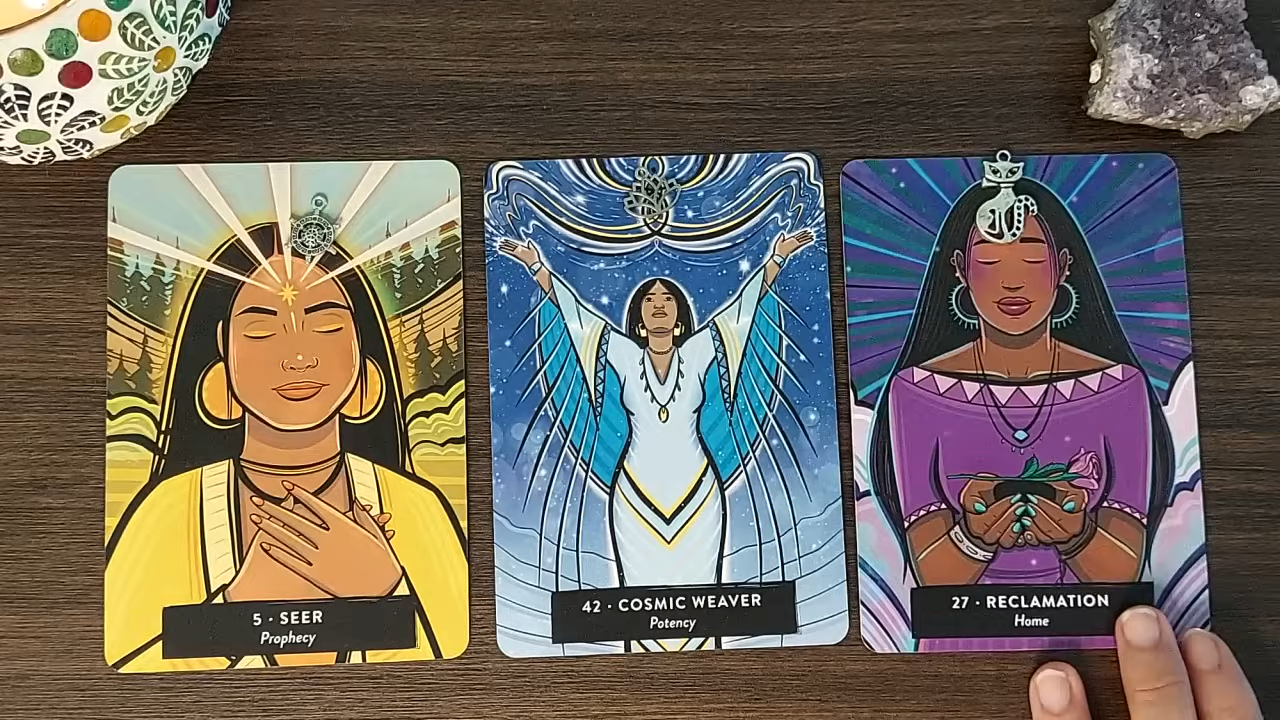 5 · SEER
Prophecy
42 · COSMIC WEAVER
Potency
27 · RECLAMATION
Home